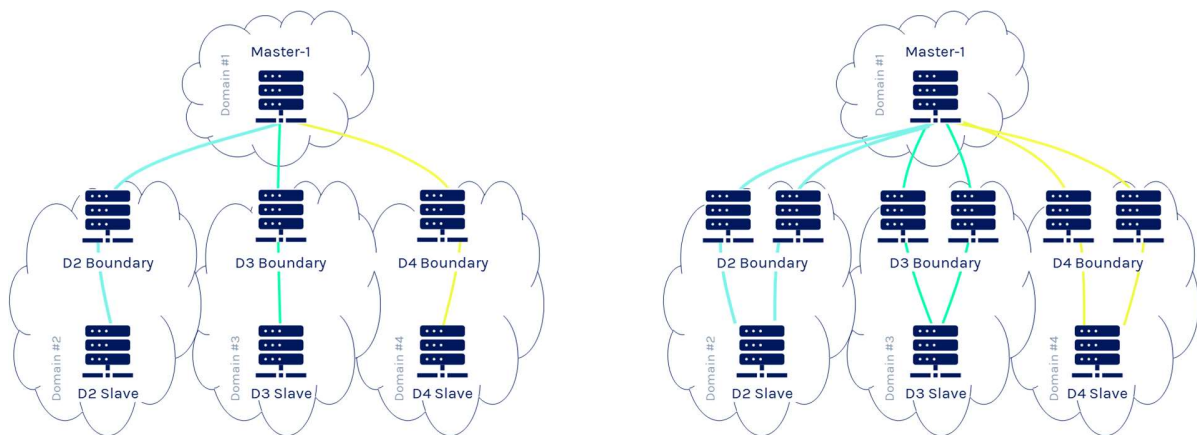 Master-1
Domain #1
D2 Boundary
D3 Boundary
D4 Boundary
Domain #2
D2 Slave
Domain #3
D3 Slave
Domain #4
D4 Slave
Master-1
Domain #1
D2 Boundary
D3 Boundary
D4 Boundary
Domain #2
D2 Slave
Domain #3
D3 Slave
Domain #4
D4 Slave